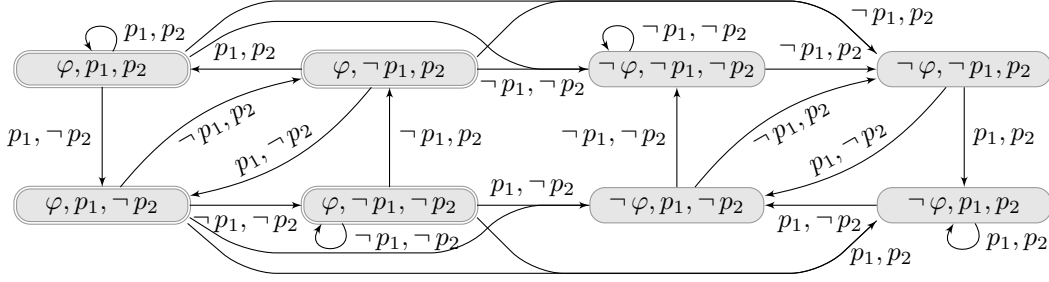 ¬ p₁, p₂
p₁, p₂
¬ p₁, ¬ p₂
φ, p₁, p₂
p₁, p₂
φ, ¬ p₁, p₂
¬ p₁, ¬ p₂
¬ φ, ¬ p₁, ¬ p₂
¬ p₁, p₂
¬ φ, ¬ p₁, p₂
p₁, ¬ p₂
¬ p₁, p₂
p₁, ¬ p₂
¬ p₁, p₂
¬ p₁, ¬ p₂
¬ p₁, p₂
p₁, ¬ p₂
p₁, p₂
φ, p₁, ¬ p₂
¬ p₁, ¬ p₂
φ, ¬ p₁, ¬ p₂
p₁, ¬ p₂
¬ φ, p₁, ¬ p₂
p₁, ¬ p₂
¬ φ, p₁, p₂
¬ p₁, ¬ p₂
p₁, p₂
p₁, p₂